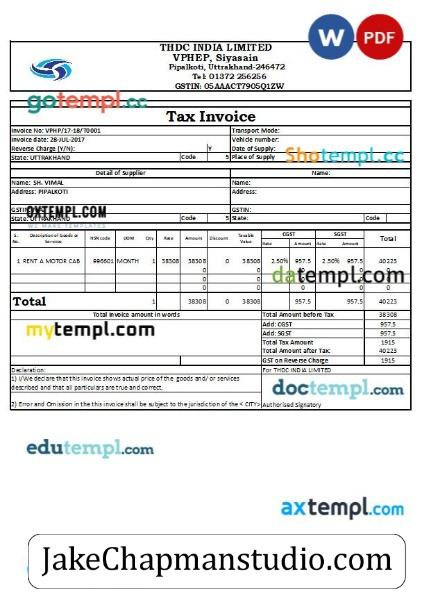 W PDF
THDC INDIA LIMITED
VPHEP, Siyasain
Pipalkoti, Uttrakhand-246472
Tel: 01372 256256
GSTIN: 05AAACT7905Q1ZW
gotempl.cc
Tax Invoice
Invoice No: VPHP/17-18/T0001 Transport Mode:
Invoice date: 28-JUL-2017 Vehicle number:
Reverse Charge (Y/N): Y Date of Supply:
State: UTTRAKHAND Code 5 Place of Supply
Shotempl.cc
Detail of Supplier Name:
Name: SH. VIMAL Name:
Address: PIPALKOTI Address:
OXTEMPL.COM
WE MAKE TEMPLATES
GSTIN: GSTIN:
UTTRAKHAND Code 5 State: Code
S. No. Description of Goods or Services HSN code UOM Qty Rate Amount Discount Taxable Value CGST SGST Total
Rate Amount Rate Amount
1 RENT A MOTOR CAB 996601 MONTH 1 38308 38308 0 38308 2.50% 957.5 2.50% 957.5 40223
0 0 0 0
0 0 0 0
0 0 0 0
datempl.com
Total 1 38308 0 38308 957.5 957.5 40223
Total Invoice amount in words Total Amount before Tax 38308
Add: CGST 957.5
Add: SGST 957.5
Total Tax Amount 1915
Total Amount after Tax: 40223
GST on Reverse Charge 1915
mytempl.com
Declaration: For THDC INDIA LIMITED
1) I/We declare that this invoice shows actual price of the goods and/ or services
described and that all particulars are true and correct.
doctempl.com
2) Error and Omission in the this invoice shall be subject to the jurisdiction of the < CITY> Authorised Signatory
edutempl.com
axtempl.com
JakeChapmanstudio.com